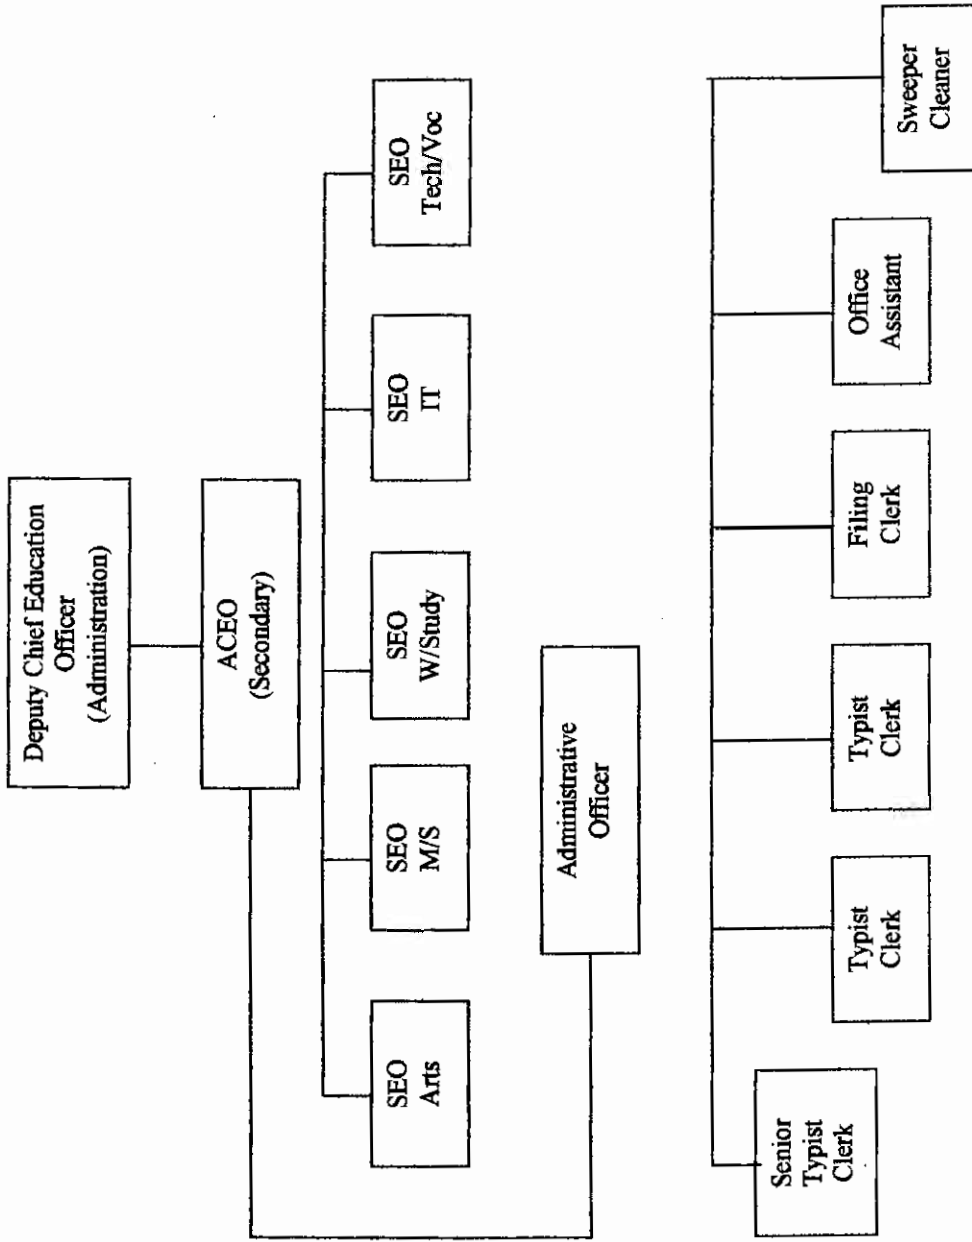 Deputy Chief Education
Officer
(Administration)
ACEO
(Secondary)
SEO
Arts
SEO
M/S
SEO
W/Study
SEO
IT
SEO
Tech/Voc
Administrative
Officer
Senior
Typist
Clerk
Typist
Clerk
Typist
Clerk
Filing
Clerk
Office
Assistant
Sweeper
Cleaner